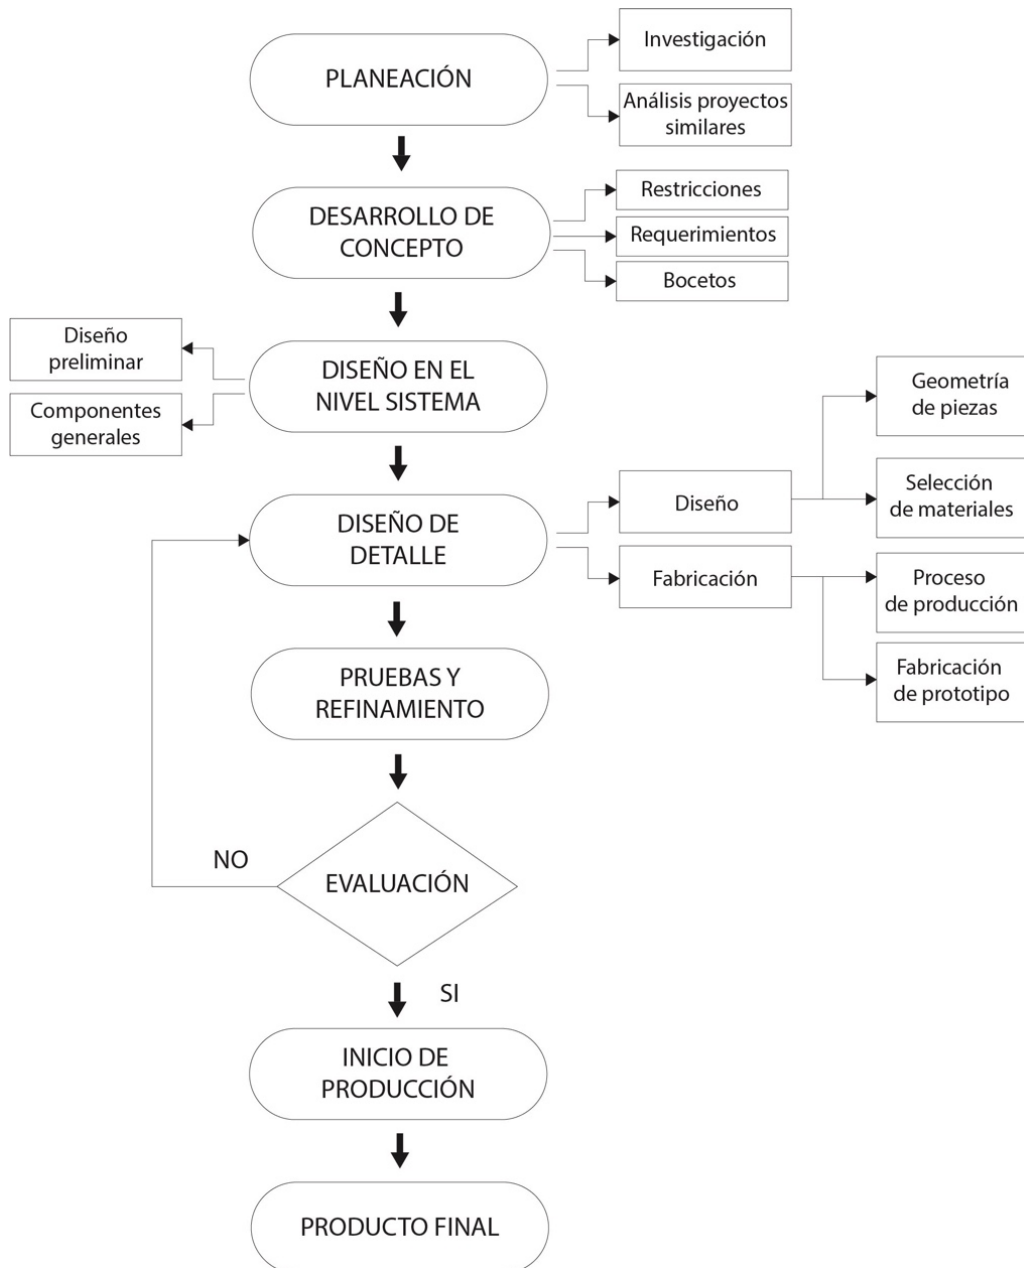 PLANEACIÓN
Investigación
Análisis proyectos
similares
DESARROLLO DE
CONCEPTO
Restricciones
Requerimientos
Bocetos
DISEÑO EN EL
NIVEL SISTEMA
Diseño
preliminar
Componentes
generales
DISEÑO DE
DETALLE
Diseño
Fabricación
Geometría
de piezas
Selección
de materiales
Proceso
de producción
Fabricación
de prototipo
PRUEBAS Y
REFINAMIENTO
EVALUACIÓN
NO
SI
INICIO DE
PRODUCCIÓN
PRODUCTO FINAL